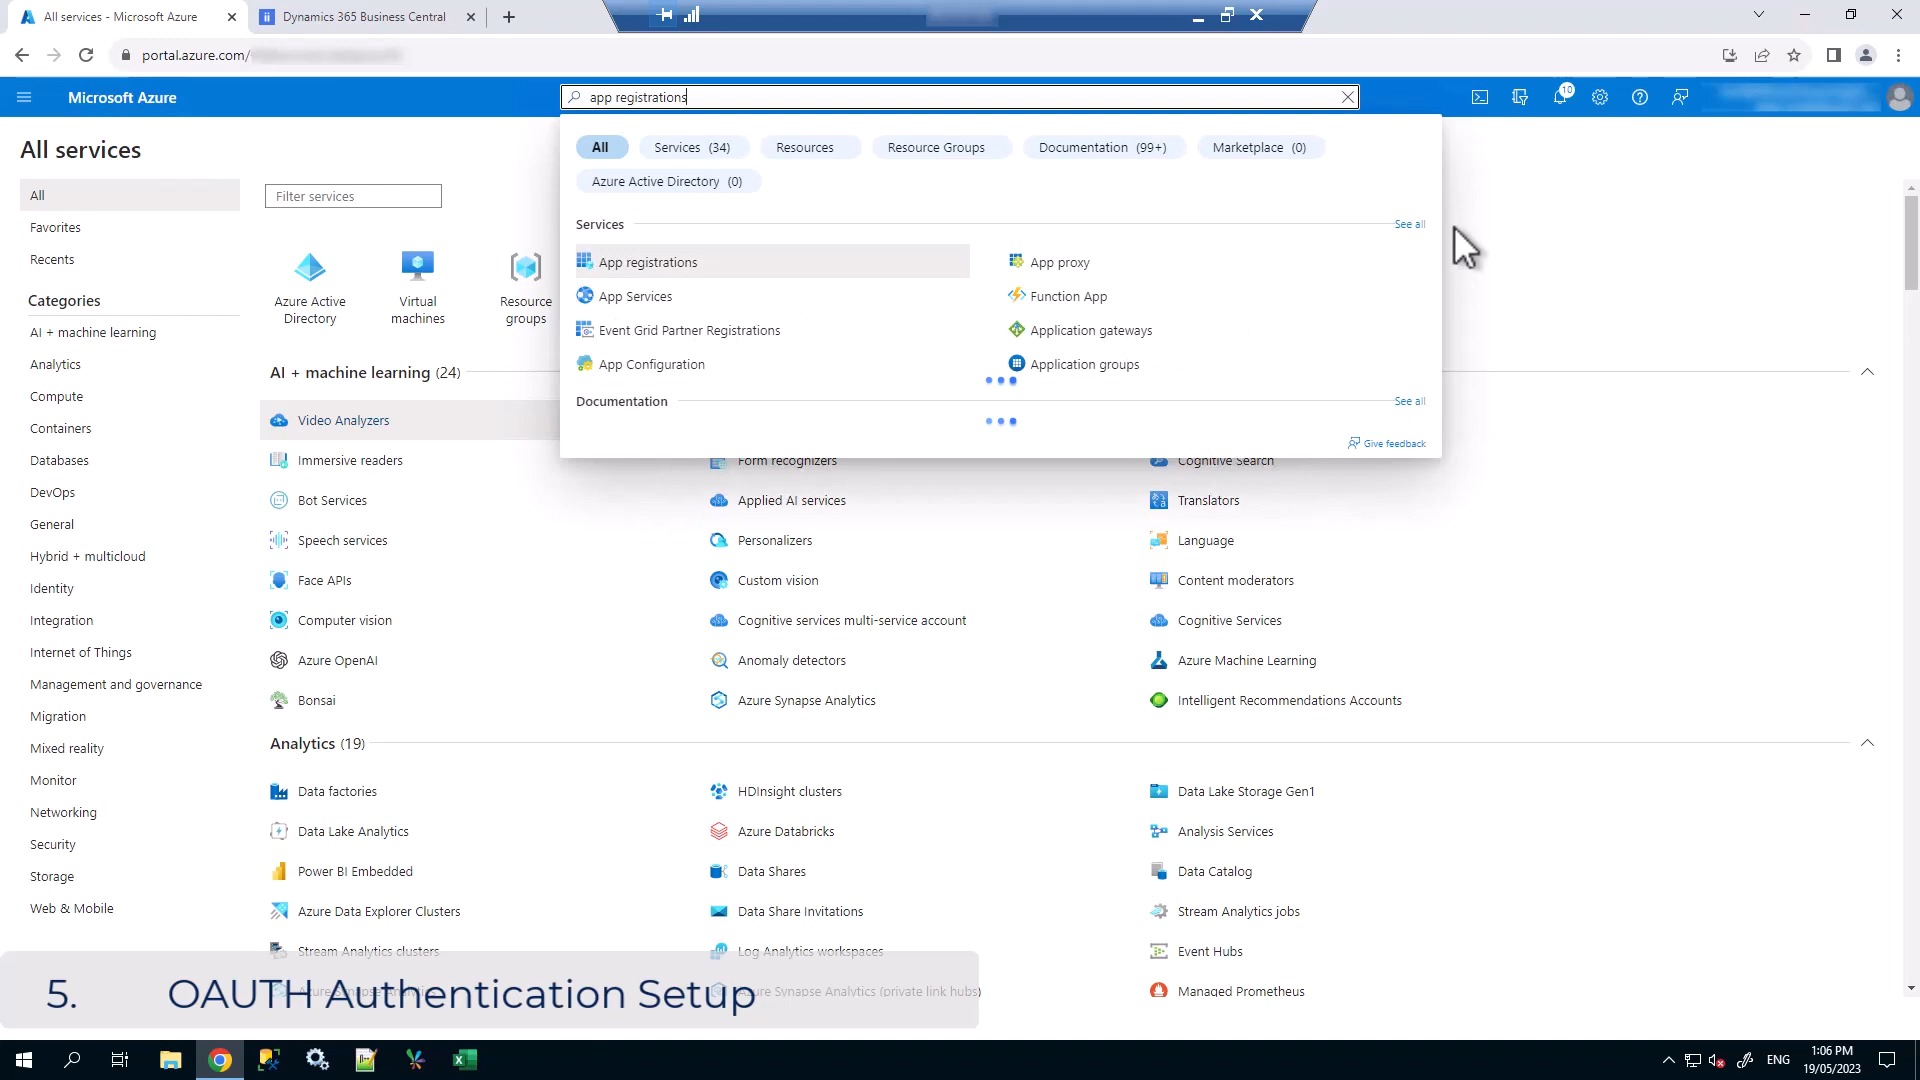 All services - Microsoft Azure
Dynamics 365 Business Central
portal.azure.com/
Microsoft Azure
app registrations
10
All services
All
Favorites
Recents
Categories
AI + machine learning
Analytics
Compute
Containers
Databases
DevOps
General
Hybrid + multicloud
Identity
Integration
Internet of Things
Management and governance
Migration
Mixed reality
Monitor
Networking
Security
Storage
Web & Mobile
Filter services
Azure Active Directory
Virtual machines
Resource groups
All
Services (34)
Resources
Resource Groups
Documentation (99+)
Marketplace (0)
Azure Active Directory (0)
Services
See all
App registrations
App proxy
App Services
Function App
Event Grid Partner Registrations
Application gateways
App Configuration
Application groups
Documentation
See all
Give feedback
AI + machine learning (24)
Video Analyzers
Immersive readers
Form recognizers
Cognitive Search
Bot Services
Applied AI services
Translators
Speech services
Personalizers
Language
Face APIs
Custom vision
Content moderators
Computer vision
Cognitive services multi-service account
Cognitive Services
Azure OpenAI
Anomaly detectors
Azure Machine Learning
Bonsai
Azure Synapse Analytics
Intelligent Recommendations Accounts
Analytics (19)
Data factories
HDInsight clusters
Data Lake Storage Gen1
Data Lake Analytics
Azure Databricks
Analysis Services
Power BI Embedded
Data Shares
Data Catalog
Azure Data Explorer Clusters
Data Share Invitations
Stream Analytics jobs
Stream Analytics clusters
Log Analytics workspaces
Event Hubs
Azure Synapse Analytics
Azure Synapse Analytics (private link hubs)
Managed Prometheus
5. OAUTH Authentication Setup
ENG
1:06 PM
19/05/2023